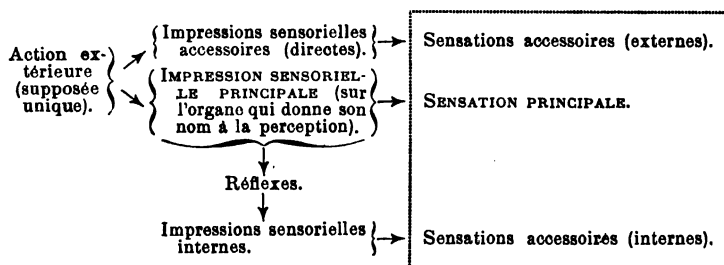 Action ex-
térieure
(supposée
unique).
Impressions sensorielles
accessoires (directes).
Sensations accessoires (externes).
IMPRESSION SENSORIEL-
LE PRINCIPALE (sur
l'organo qui donne son
nom á la perception).
SENSATION PRINCIPALE.
Réflexes.
Impressions sensorielles
internes.
Sensations accessoires (internes).